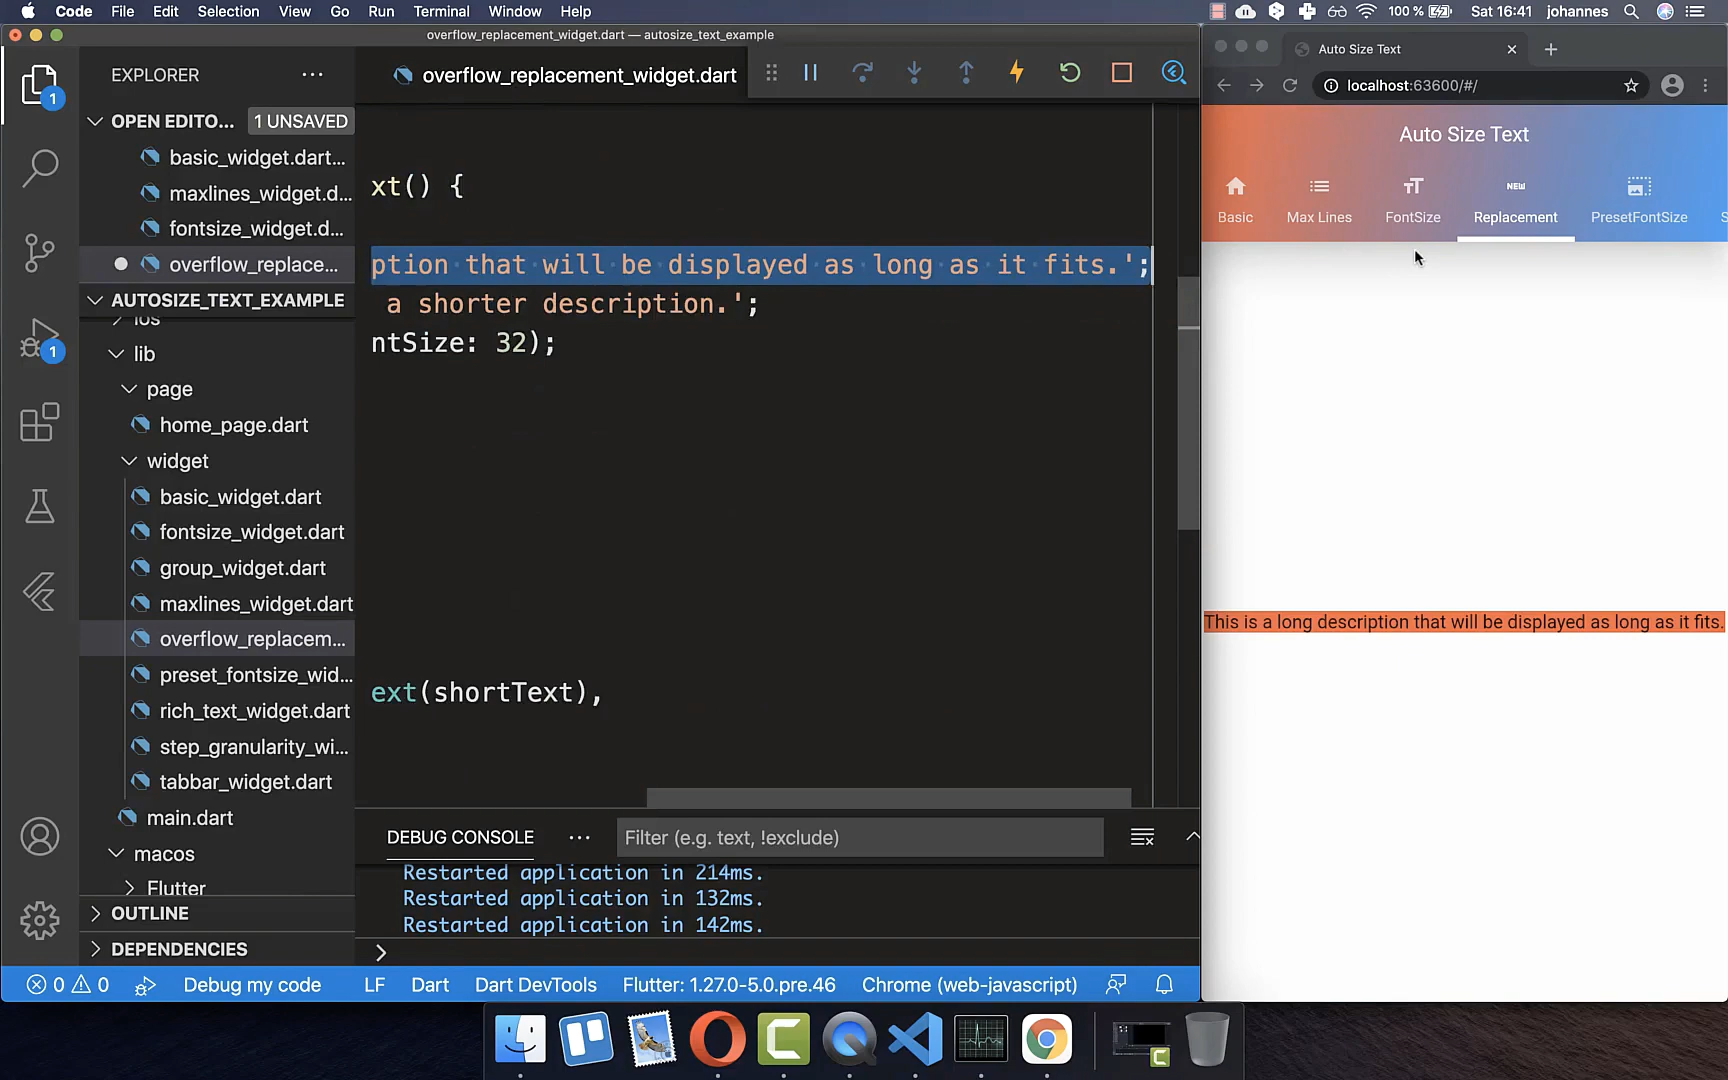 Code File Edit Selection View Go Run Terminal Window Help
100 % Sat 16:41 johannes
overflow_replacement_widget.dart — autosize_text_example
EXPLORER
OPEN EDITO... 1 UNSAVED
basic_widget.dart...
maxlines_widget.d...
fontsize_widget.d...
overflow_replace...
AUTOSIZE_TEXT_EXAMPLE
ios
lib
page
home_page.dart
widget
basic_widget.dart
fontsize_widget.dart
group_widget.dart
maxlines_widget.dart
overflow_replacem...
preset_fontsize_wid...
rich_text_widget.dart
step_granularity_wi...
tabbar_widget.dart
main.dart
macos
Flutter
OUTLINE
DEPENDENCIES
1
1
overflow_replacement_widget.dart
xt() {
ption that will be displayed as long as it fits.';
a shorter description.';
ntSize: 32);
ext(shortText),
DEBUG CONSOLE
Filter (e.g. text, !exclude)
Restarted application in 214ms.
Restarted application in 132ms.
Restarted application in 142ms.
>
0 0 Debug my code LF Dart Dart DevTools Flutter: 1.27.0-5.0.pre.46 Chrome (web-javascript)
Auto Size Text
localhost:63600/#/
Auto Size Text
NEW
Basic Max Lines FontSize Replacement PresetFontSize S
This is a long description that will be displayed as long as it fits.